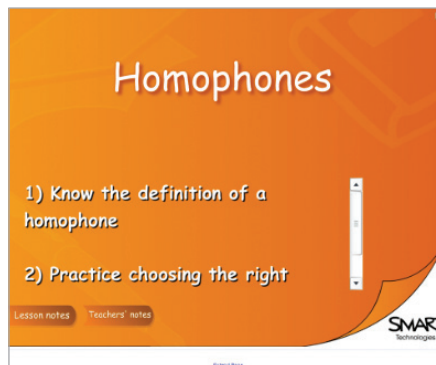 Homophones
1) Know the definition of a
homophone
2) Practice choosing the right
Lesson notes
Teachers' notes
SMAR
Technologies